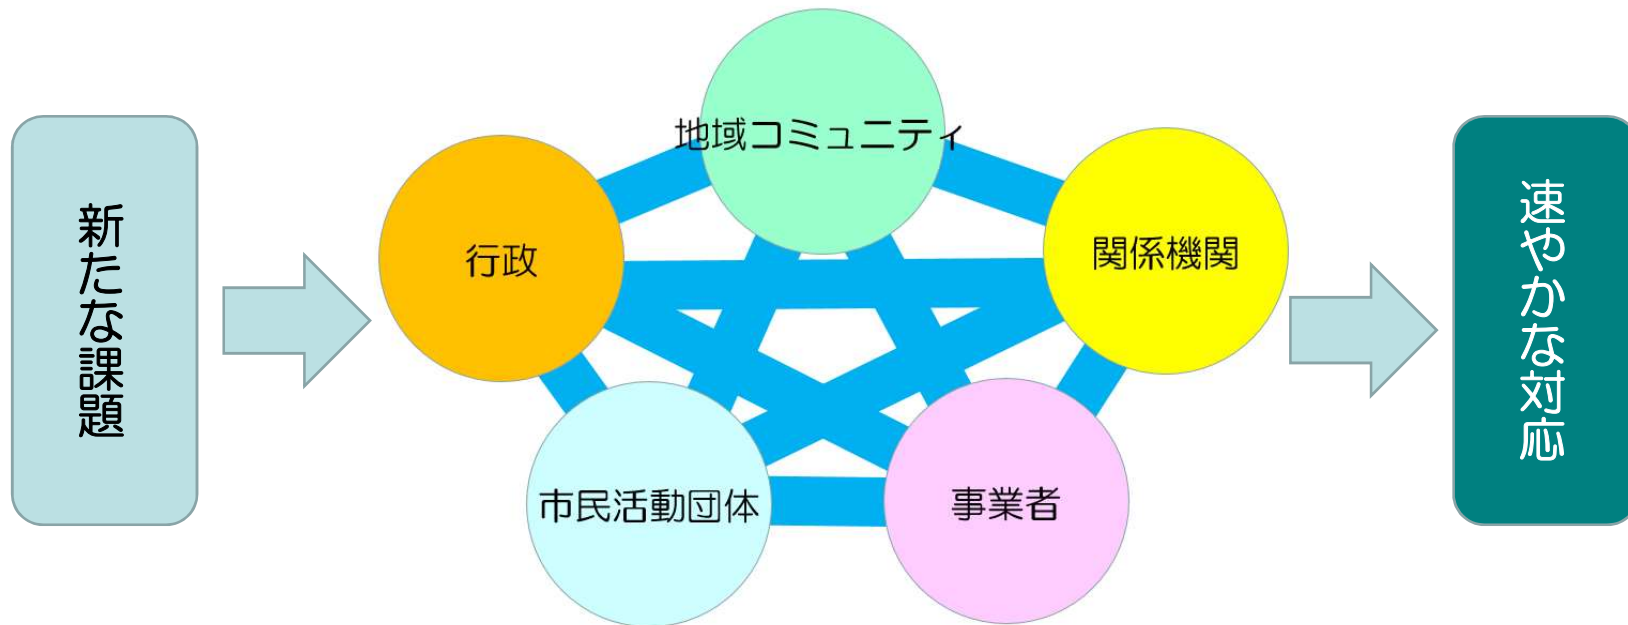 新たな課題
地域コミュニティ
行政
関係機関
市民活動団体
事業者
速やかな対応